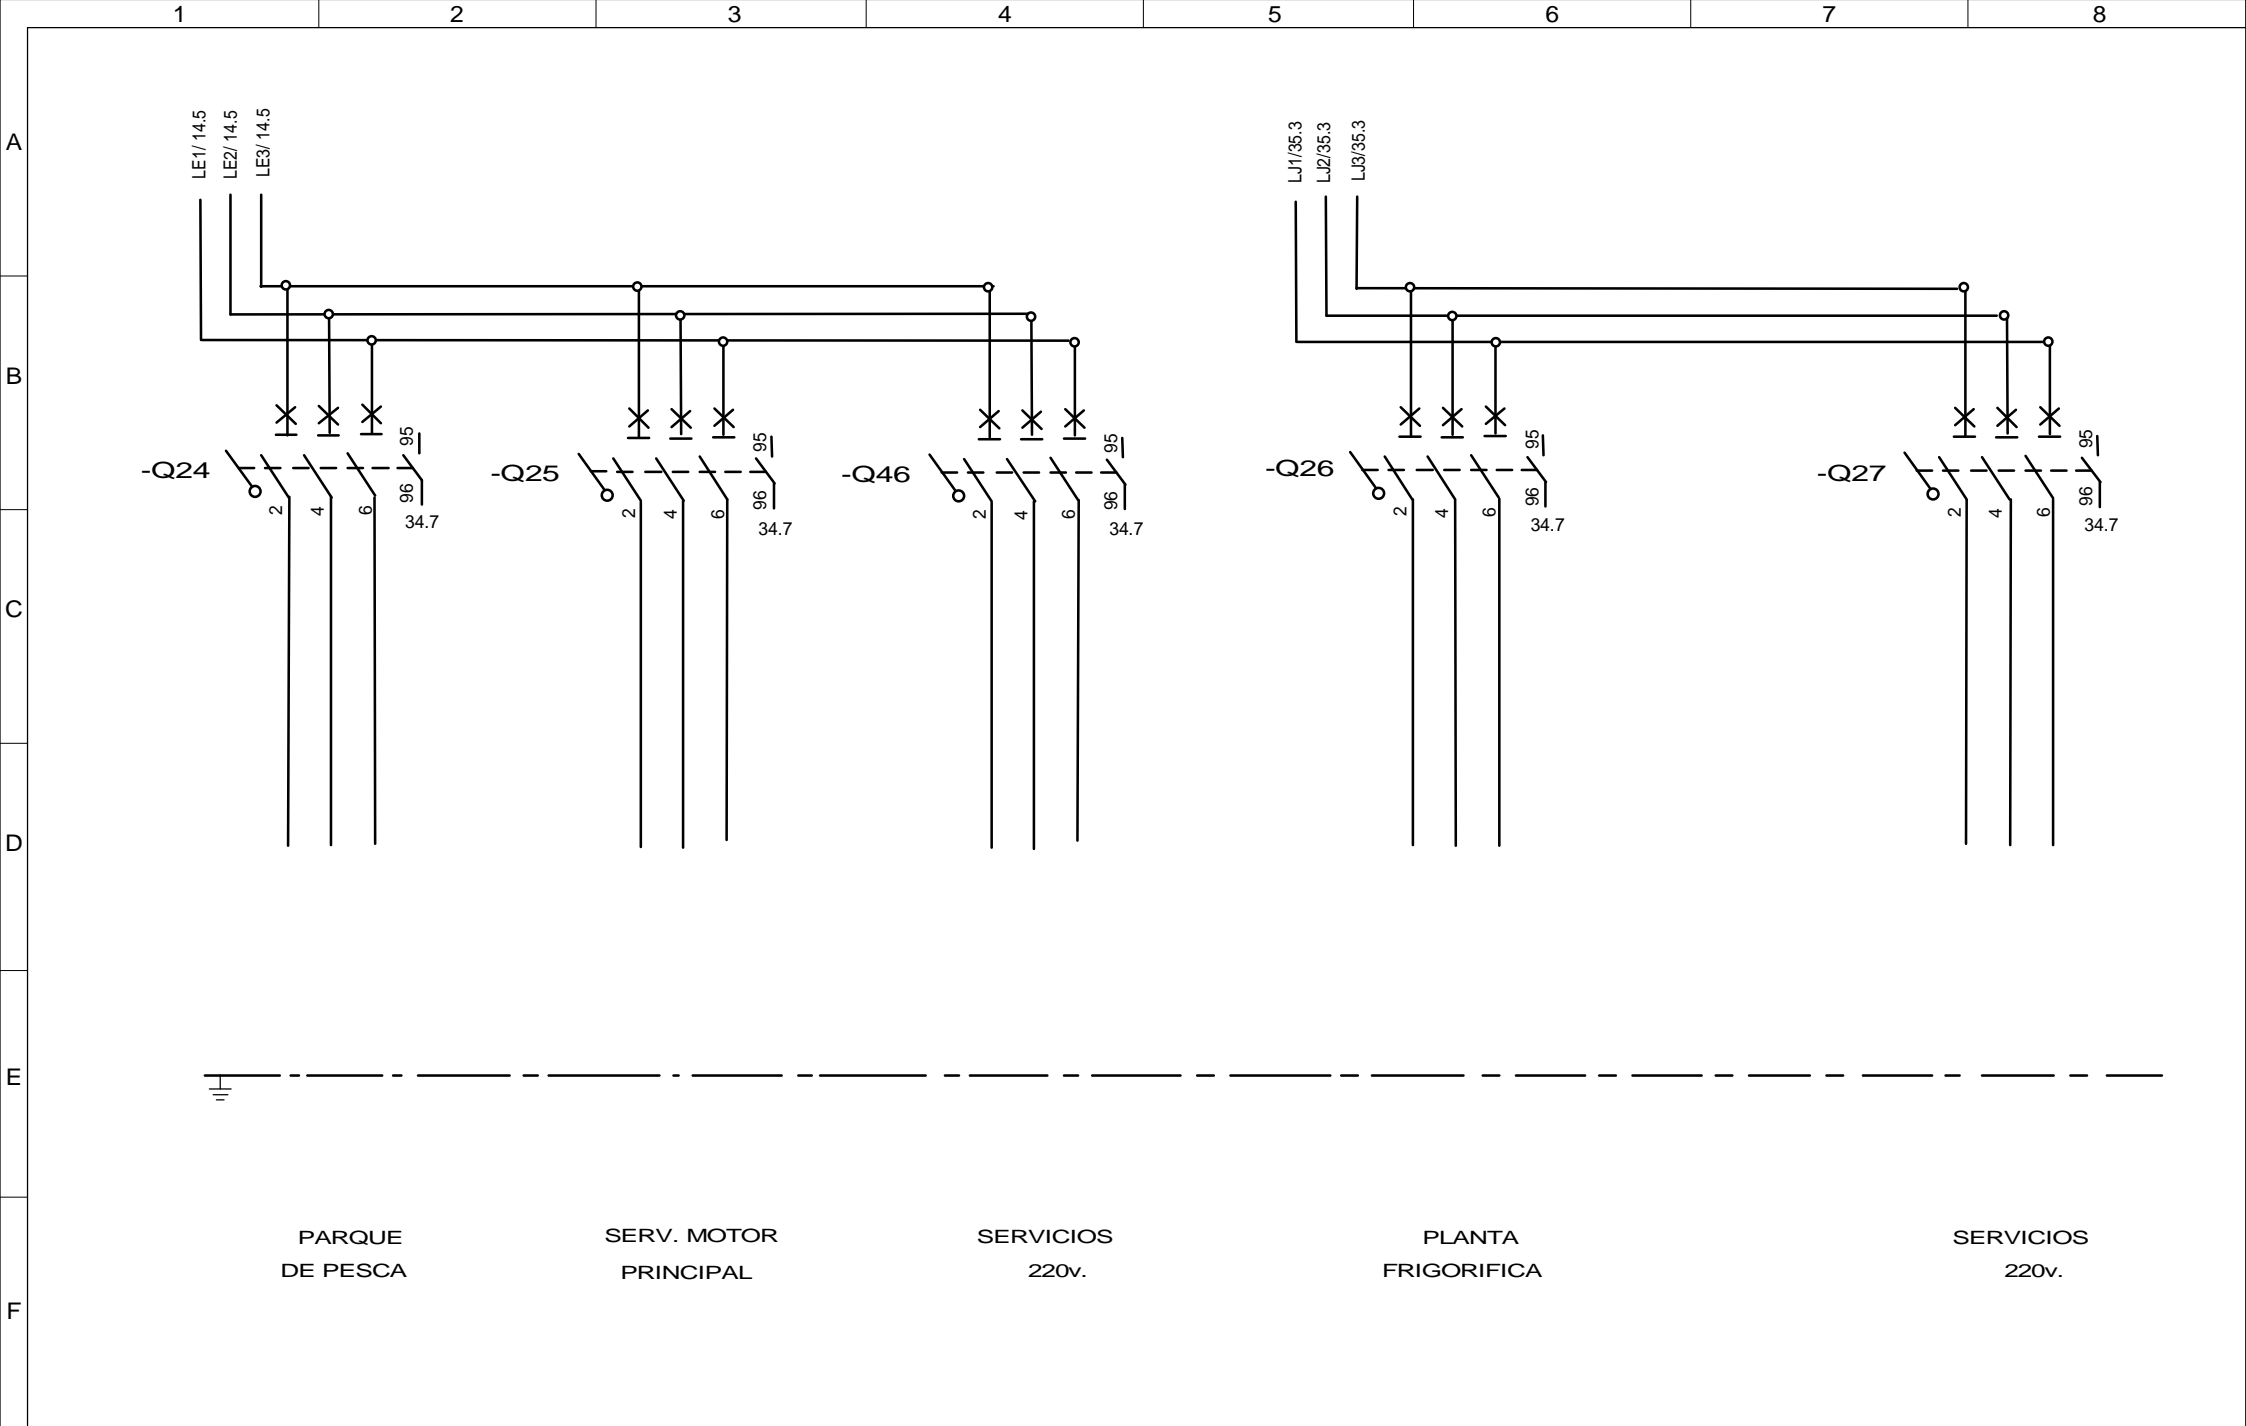 1 2 3 4 5 6 7 8
A
LE1/ 14.5
LE2/ 14.5
LE3/ 14.5
LJ1/35.3
LJ2/35.3
LJ3/35.3
B
-Q24
95
96
2
4
6
34.7
-Q25
95
96
2
4
6
34.7
-Q46
95
96
2
4
6
34.7
-Q26
95
96
2
4
6
34.7
-Q27
95
96
2
4
6
34.7
C
D
E
PARQUE
DE PESCA
SERV. MOTOR
PRINCIPAL
SERVICIOS
220v.
PLANTA
FRIGORIFICA
SERVICIOS
220v.
F